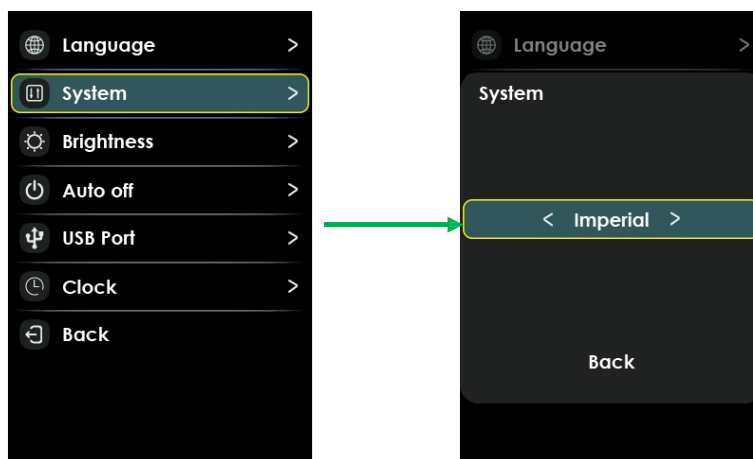 Language >
System >
Brightness >
Auto off >
USB Port >
Clock >
Back
Language >
System
< Imperial >
Back